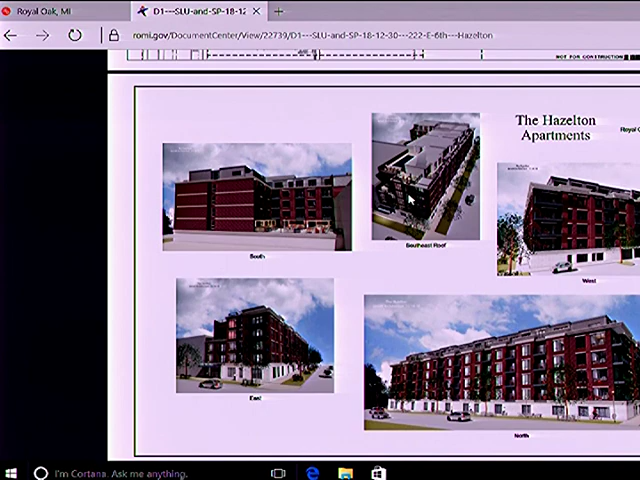 Royal Oak, MI
D1---SLU-and-SP-18-12
romi.gov/DocumentCenter/View/22739/D1---SLU-and-SP-18-12-30---222-E-6th---Hazelton
NOT FOR CONSTRUCTION
The Hazelton
Apartments
Royal O
South
Southeast Roof
West
East
North
I'm Cortana. Ask me anything.